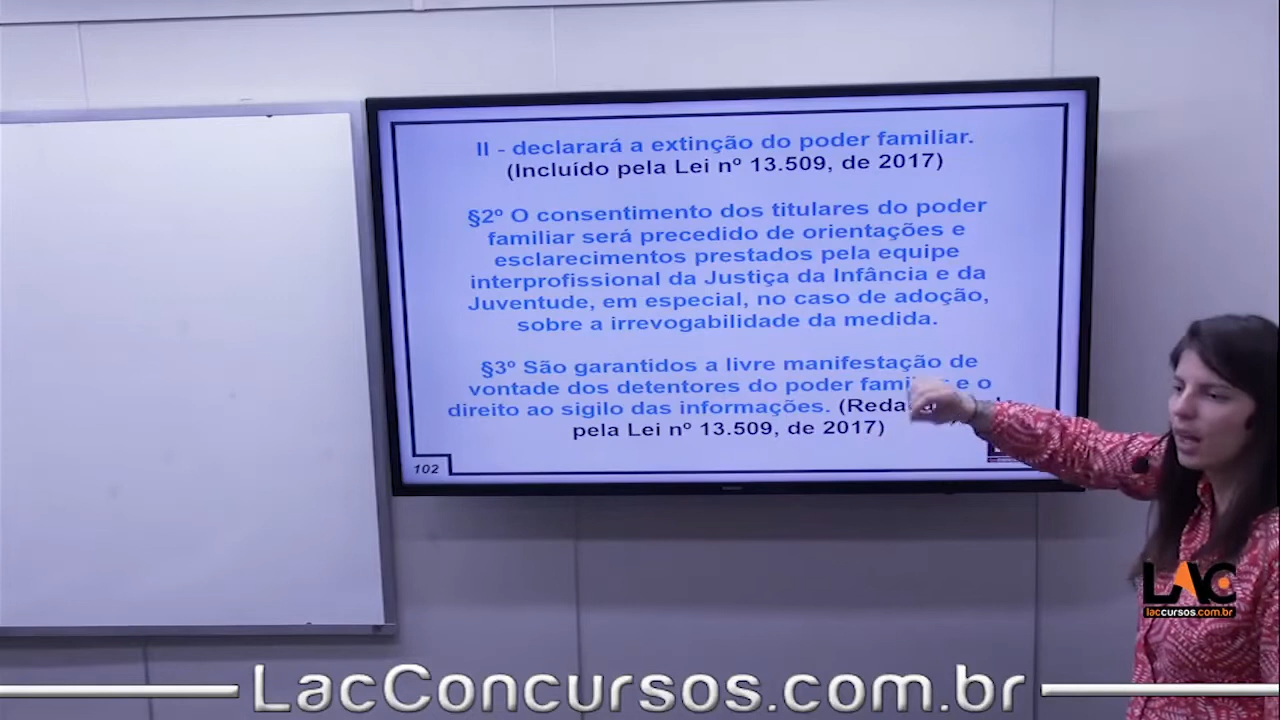 II - declarará a extinção do poder familiar.
(Incluído pela Lei nº 13.509, de 2017)
§2º O consentimento dos titulares do poder
familiar será precedido de orientações e
esclarecimentos prestados pela equipe
interprofissional da Justiça da Infância e da
Juventude, em especial, no caso de adoção,
sobre a irrevogabilidade da medida.
§3º São garantidos a livre manifestação de
vontade dos detentores do poder e o
direito ao sigilo das informações.
pela Lei nº 13.509, de 2017)
102
LAC
laccursos.com.br
LacConcursos.com.br